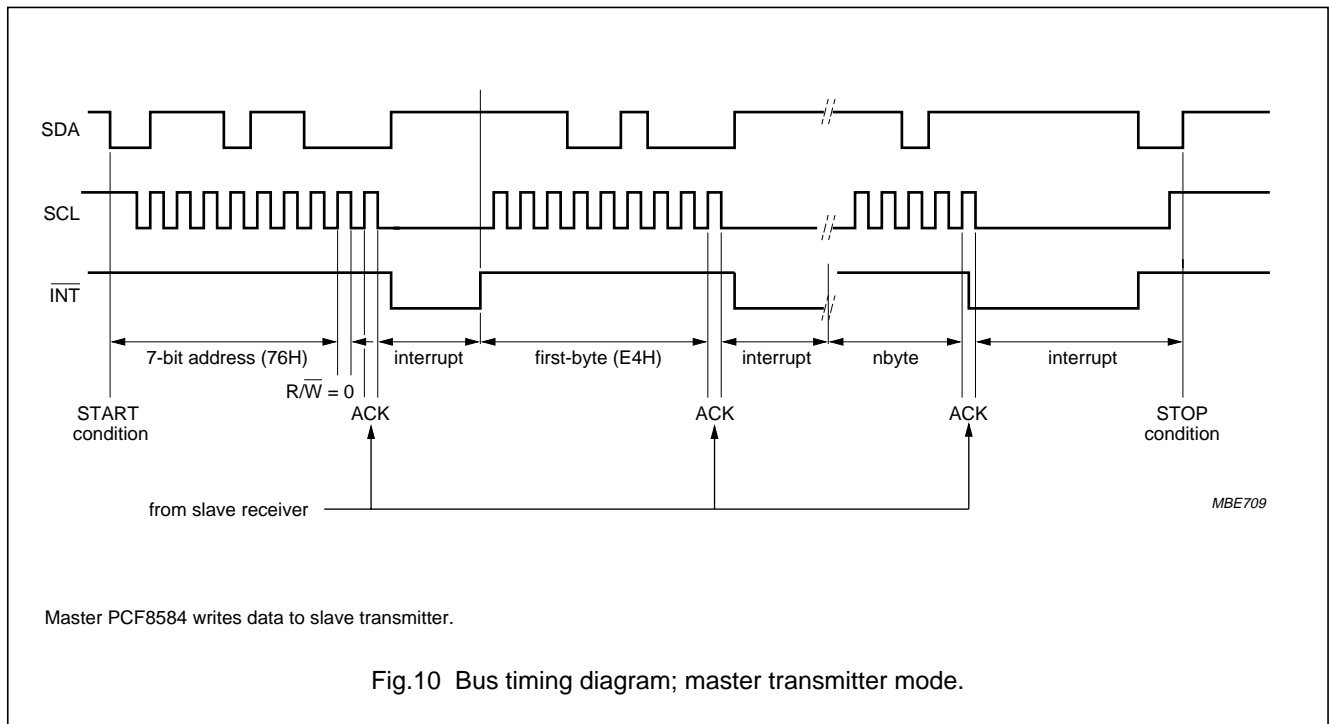 SDA
SCL
INT
7-bit address (76H)
interrupt
first-byte (E4H)
interrupt
nbyte
interrupt
R/W = 0
START
condition
ACK
ACK
ACK
STOP
condition
from slave receiver
MBE709
Master PCF8584 writes data to slave transmitter.
Fig.10 Bus timing diagram; master transmitter mode.